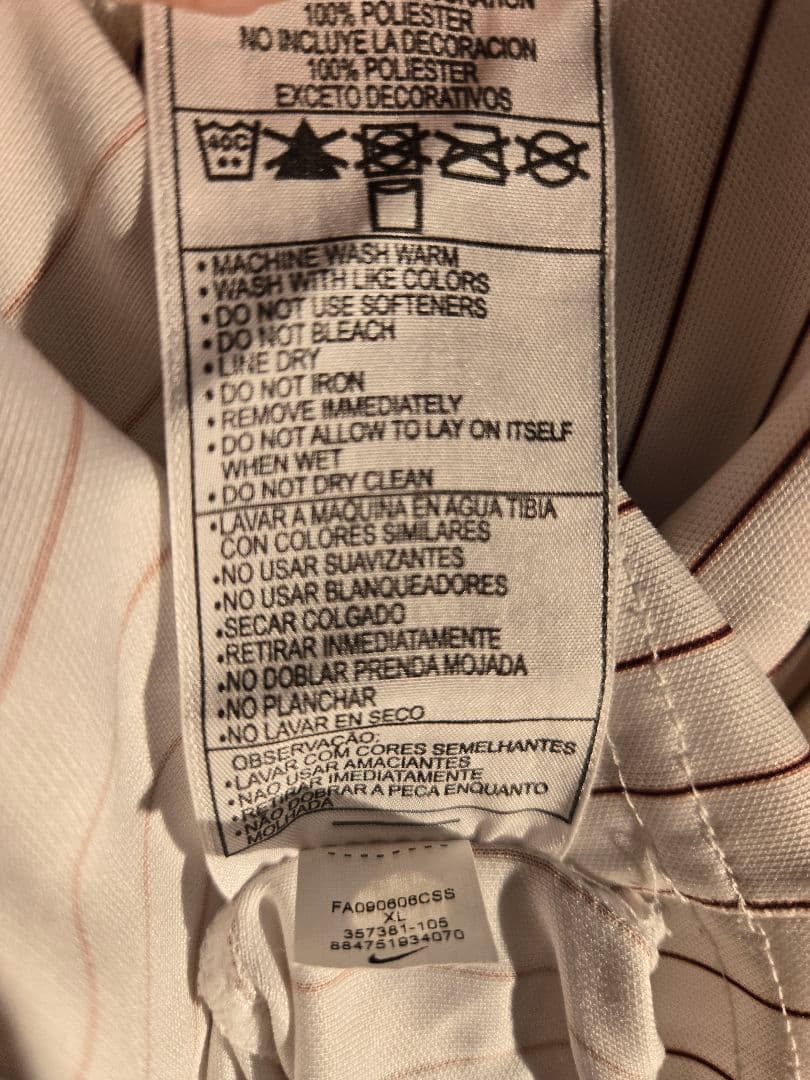 100% POLIESTER
NO INCLUYE LA DECORACION
100% POLIESTER
EXCETO DECORATIVOS
40C
• MACHINE WASH WARM
• WASH WITH LIKE COLORS
• DO NOT USE SOFTENERS
• DO NOT BLEACH
• LINE DRY
• DO NOT IRON
• REMOVE IMMEDIATELY
• DO NOT ALLOW TO LAY ON ITSELF
WHEN WET
• DO NOT DRY CLEAN
•LAVAR A MAQUINA EN AGUA TIBIA
CON COLORES SIMILARES
•NO USAR SUAVIZANTES
•NO USAR BLANQUEADORES
•SECAR COLGADO
•RETIRAR INMEDIATAMENTE
•NO DOBLAR PRENDA MOJADA
•NO PLANCHAR
•NO LAVAR EN SECO
OBSERVAÇÃO:
•LAVAR COM CORES SEMELHANTES
•NAO USAR AMACIANTES
•RETIRAR IMEDIATAMENTE
•NÃO DOBRAR A PECA ENQUANTO
MOLHADA
FA090606CSS
XL
357381-105
884751934070